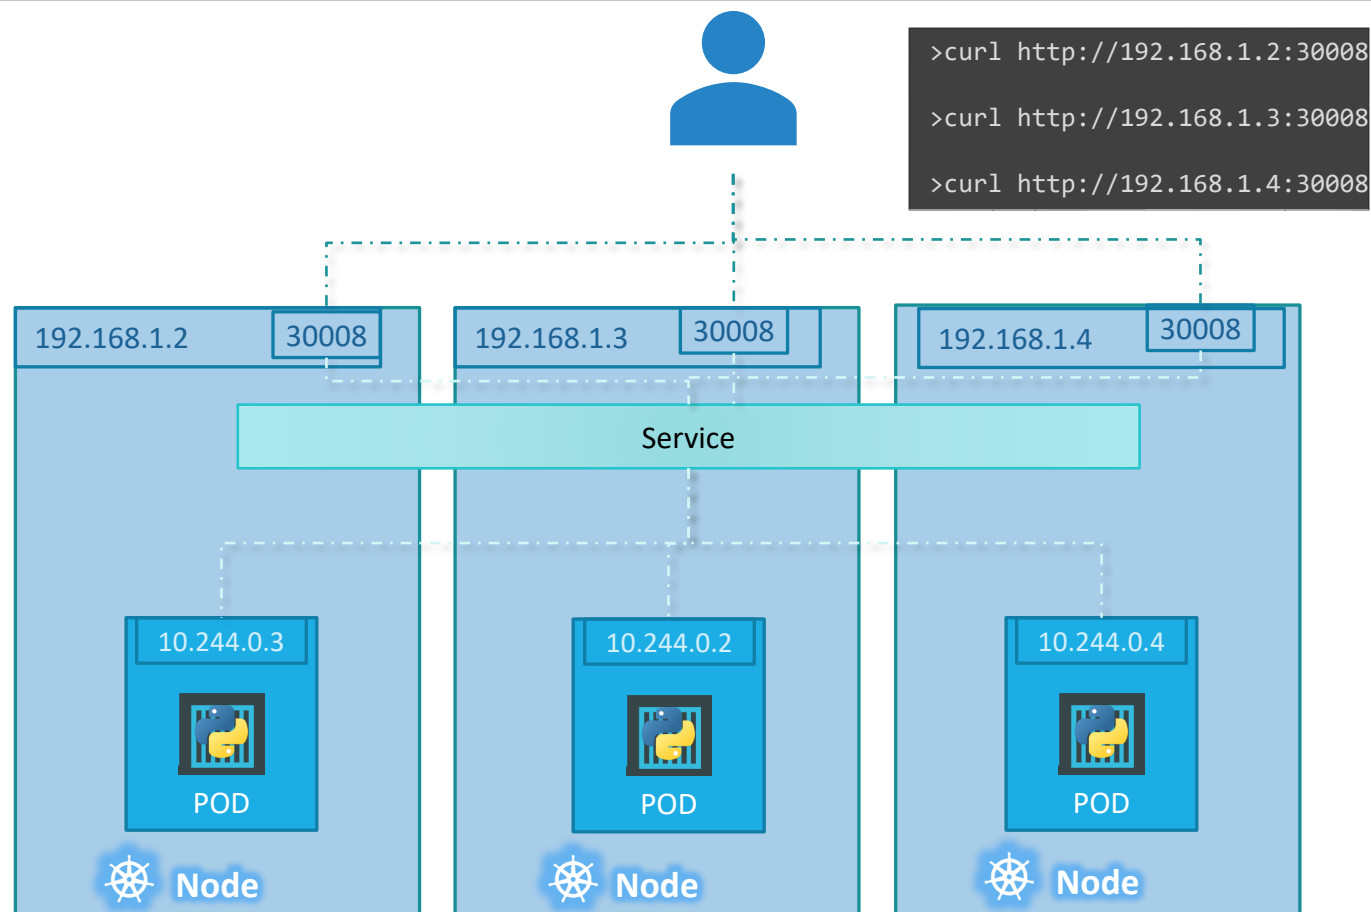 >curl http://192.168.1.2:30008
>curl http://192.168.1.3:30008
>curl http://192.168.1.4:30008
192.168.1.2
30008
192.168.1.3
30008
192.168.1.4
30008
Service
10.244.0.3
10.244.0.2
10.244.0.4
POD
POD
POD
Node
Node
Node